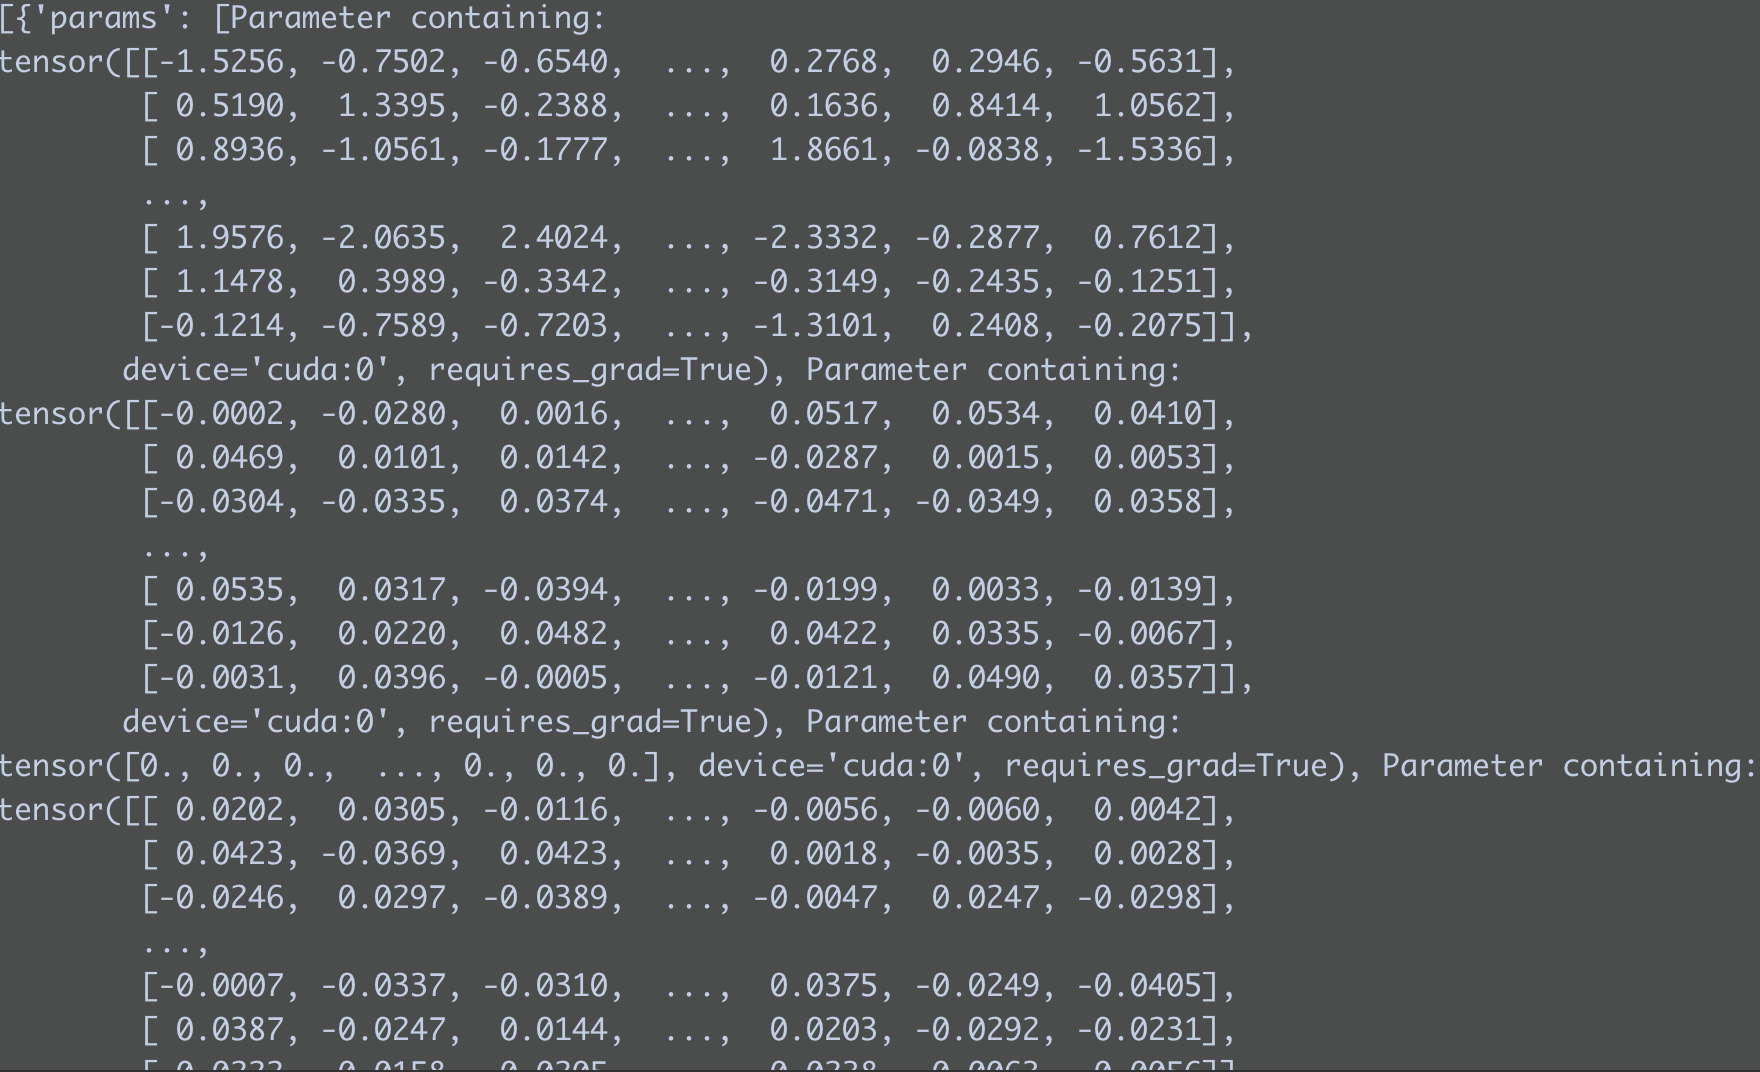 [{'params': [Parameter containing:
tensor([[-1.5256, -0.7502, -0.6540,  ...,  0.2768,  0.2946, -0.5631],
        [ 0.5190,  1.3395, -0.2388,  ...,  0.1636,  0.8414,  1.0562],
        [ 0.8936, -1.0561, -0.1777,  ...,  1.8661, -0.0838, -1.5336],
        ...,
        [ 1.9576, -2.0635,  2.4024,  ..., -2.3332, -0.2877,  0.7612],
        [ 1.1478,  0.3989, -0.3342,  ..., -0.3149, -0.2435, -0.1251],
        [-0.1214, -0.7589, -0.7203,  ..., -1.3101,  0.2408, -0.2075]],
       device='cuda:0', requires_grad=True), Parameter containing:
tensor([[-0.0002, -0.0280,  0.0016,  ...,  0.0517,  0.0534,  0.0410],
        [ 0.0469,  0.0101,  0.0142,  ..., -0.0287,  0.0015,  0.0053],
        [-0.0304, -0.0335,  0.0374,  ..., -0.0471, -0.0349,  0.0358],
        ...,
        [ 0.0535,  0.0317, -0.0394,  ..., -0.0199,  0.0033, -0.0139],
        [-0.0126,  0.0220,  0.0482,  ...,  0.0422,  0.0335, -0.0067],
        [-0.0031,  0.0396, -0.0005,  ..., -0.0121,  0.0490,  0.0357]],
       device='cuda:0', requires_grad=True), Parameter containing:
tensor([0., 0., 0.,  ..., 0., 0., 0.], device='cuda:0', requires_grad=True), Parameter containing:
tensor([[ 0.0202,  0.0305, -0.0116,  ..., -0.0056, -0.0060,  0.0042],
        [ 0.0423, -0.0369,  0.0423,  ...,  0.0018, -0.0035,  0.0028],
        [-0.0246,  0.0297, -0.0389,  ..., -0.0047,  0.0247, -0.0298],
        ...,
        [-0.0007, -0.0337, -0.0310,  ...,  0.0375, -0.0249, -0.0405],
        [ 0.0387, -0.0247,  0.0144,  ...,  0.0203, -0.0292, -0.0231],